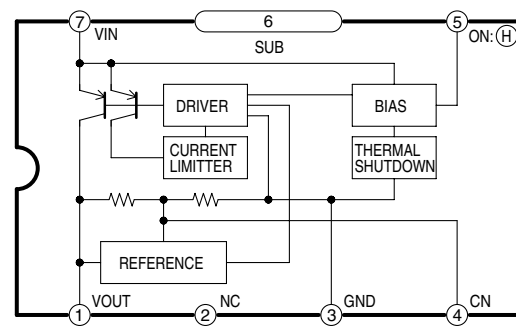 7
VIN
6
SUB
5
ON: H
DRIVER
BIAS
CURRENT
LIMITTER
THERMAL
SHUTDOWN
REFERENCE
1
VOUT
2
NC
3
GND
4
CN